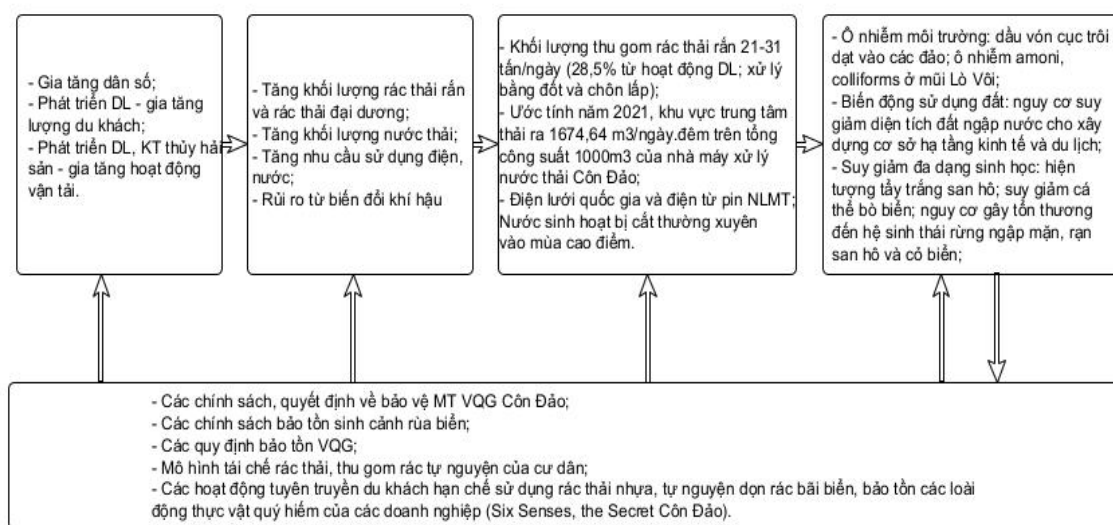 - Gia tăng dân số;
- Phát triển DL - gia tăng
lượng du khách;
- Phát triển DL, KT thủy hải
sản - gia tăng hoạt động
vận tải.
- Tăng khối lượng rác thải rắn
và rác thải đại dương;
- Tăng khối lượng nước thải;
- Tăng nhu cầu sử dụng điện,
nước;
- Rủi ro từ biến đổi khí hậu
- Khối lượng thu gom rác thải rắn 21-31
tấn/ngày (28,5% từ hoạt động DL; xử lý
bằng đốt và chôn lấp);
- Ước tính năm 2021, khu vực trung tâm
thải ra 1674,64 m3/ngày.đêm trên tổng
công suất 1000m3 của nhà máy xử lý
nước thải Côn Đảo;
- Điện lưới quốc gia và điện từ pin NLMT;
Nước sinh hoạt bị cắt thường xuyên
vào mùa cao điểm.
- Ô nhiễm môi trường: dầu vón cục trôi
dạt vào các đảo; ô nhiễm amoni,
colliforms ở mũi Lò Vôi;
- Biến động sử dụng đất: nguy cơ suy
giảm diện tích đất ngập nước cho xây
dựng cơ sở hạ tầng kinh tế và du lịch;
- Suy giảm đa dạng sinh học: hiện
tượng tẩy trắng san hô; suy giảm cá
thể bò biển; nguy cơ gây tổn thương
đến hệ sinh thái rừng ngập mặn, rạn
san hô và cỏ biển;
- Các chính sách, quyết định về bảo vệ MT VQG Côn Đảo;
- Các chính sách bảo tồn sinh cảnh rùa biển;
- Các quy định bảo tồn VQG;
- Mô hình tái chế rác thải, thu gom rác tự nguyện của cư dân;
- Các hoạt động tuyên truyền du khách hạn chế sử dụng rác thải nhựa, tự nguyện dọn rác bãi biển, bảo tồn các loài
động thực vật quý hiếm của các doanh nghiệp (Six Senses, the Secret Côn Đảo).